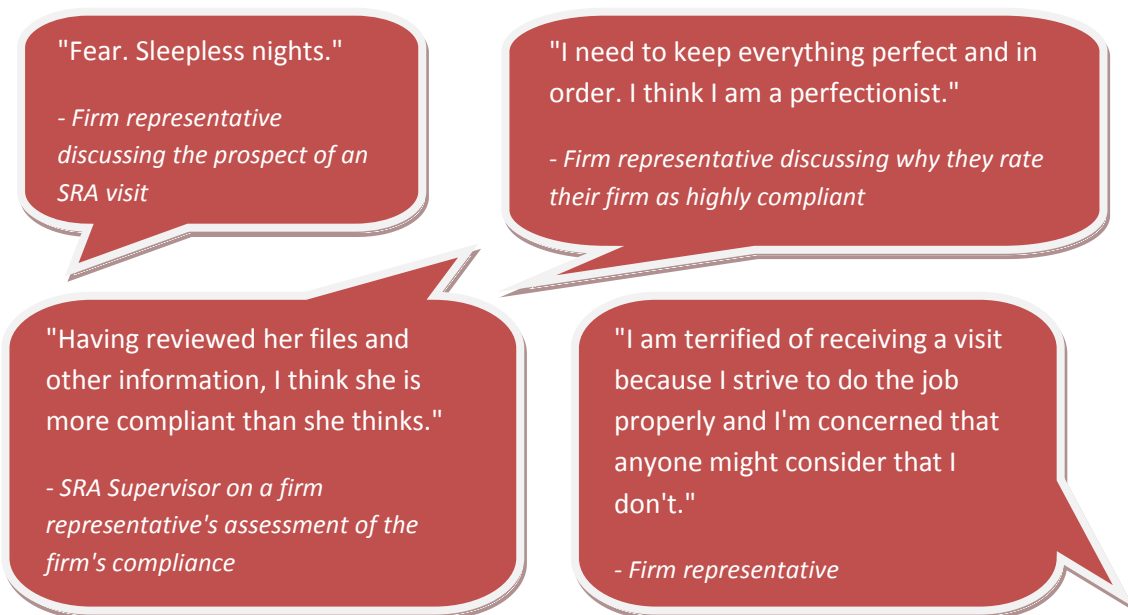 "Fear. Sleepless nights."
- Firm representative
discussing the prospect of an
SRA visit
"I need to keep everything perfect and in
order. I think I am a perfectionist."
- Firm representative discussing why they rate
their firm as highly compliant
"Having reviewed her files and
other information, I think she is
more compliant than she thinks."
- SRA Supervisor on a firm
representative's assessment of the
firm's compliance
"I am terrified of receiving a visit
because I strive to do the job
properly and I'm concerned that
anyone might consider that I
don't."
- Firm representative